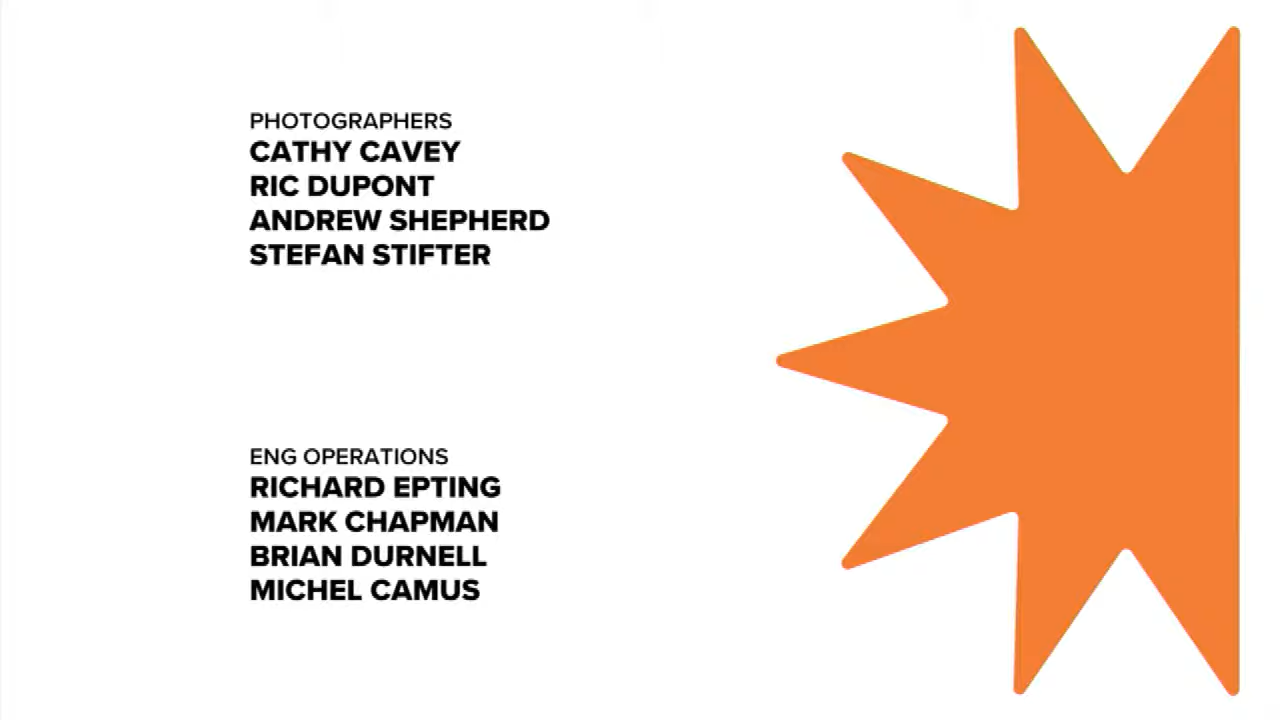 PHOTOGRAPHERS
CATHY CAVEY
RIC DUPONT
ANDREW SHEPHERD
STEFAN STIFTER
ENG OPERATIONS
RICHARD EPTING
MARK CHAPMAN
BRIAN DURNELL
MICHEL CAMUS